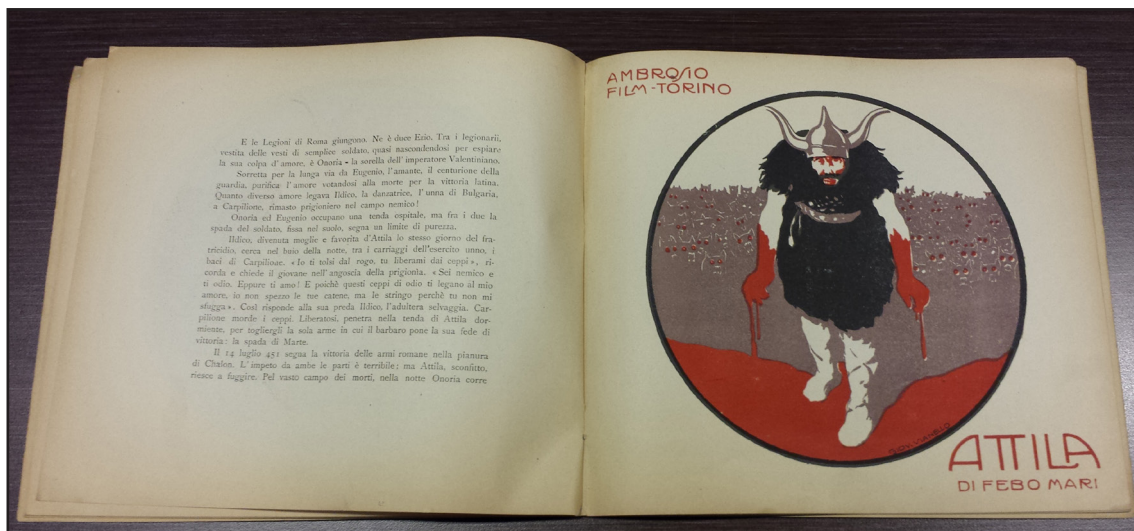 E le Legioni di Roma giungono. Ne è duce Ezio. Tra i legionarii,
vestita delle vesti di semplice soldato, quasi nascondendosi per espiare
la sua colpa d'amore, è Onoria - la sorella dell'imperatore Valentiniano.
Sorretta per la lunga via da Eugenio, l'amante, il centurione della
guardia, purifica l'amore votandosi alla morte per la vittoria latina.
Quanto diverso amore legava Ildico, la danzatrice, l'unna di Bulgaria,
a Carpilione, rimasto prigioniero nel campo nemico!
Onoria ed Eugenio occupano una tenda ospitale, ma fra i due la
spada del soldato, fissa nel suolo, segna un limite di purezza.
Ildico, divenuta moglie e favorita d'Attila lo stesso giorno del fra-
tricidio, cerca nel buio della notte, tra i carriaggi dell'esercito unno, i
baci di Carpilione. «Io ti tolsi dal rogo, tu liberami dai ceppi», ri-
corda e chiede il giovane nell'angoscia della prigionia. «Sei nemico e
ti odio. Eppure ti amo! E poichè questi ceppi di odio ti legano al mio
amore, io non spezzo le tue catene, ma le stringo perchè tu non mi
sfugga». Così risponde alla sua preda Ildico, l'adultera selvaggia. Car-
pilione morde i ceppi. Liberatosi, penetra nella tenda di Attila dor-
miente, per togliergli la sola arme in cui il barbaro pone la sua fede di
vittoria: la spada di Marte.
Il 14 luglio 451 segna la vittoria delle armi romane nella pianura
di Chalon. L'impeto da ambe le parti è terribile; ma Attila, sconfitto,
riesce a fuggire. Pel vasto campo dei morti, nella notte Onoria corre
AMBROSIO
FILM-TORINO
ATTILA
DI FEBO MARI